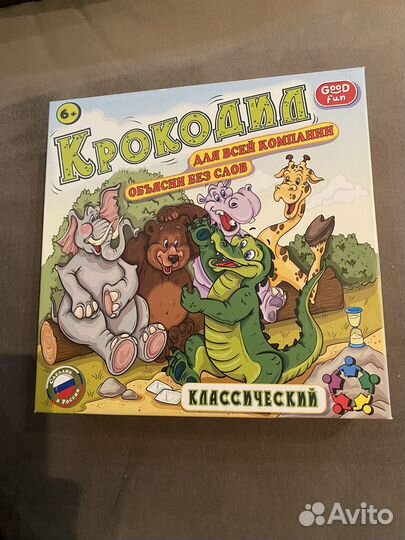 6+
GOOD
Fun
КРОКОДИЛ
ДЛЯ ВСЕЙ КОМПАНИИ
ОБЪЯСНИ БЕЗ СЛОВ
СДЕЛАНО
в России
КЛАССИЧЕСКИЙ
Avito